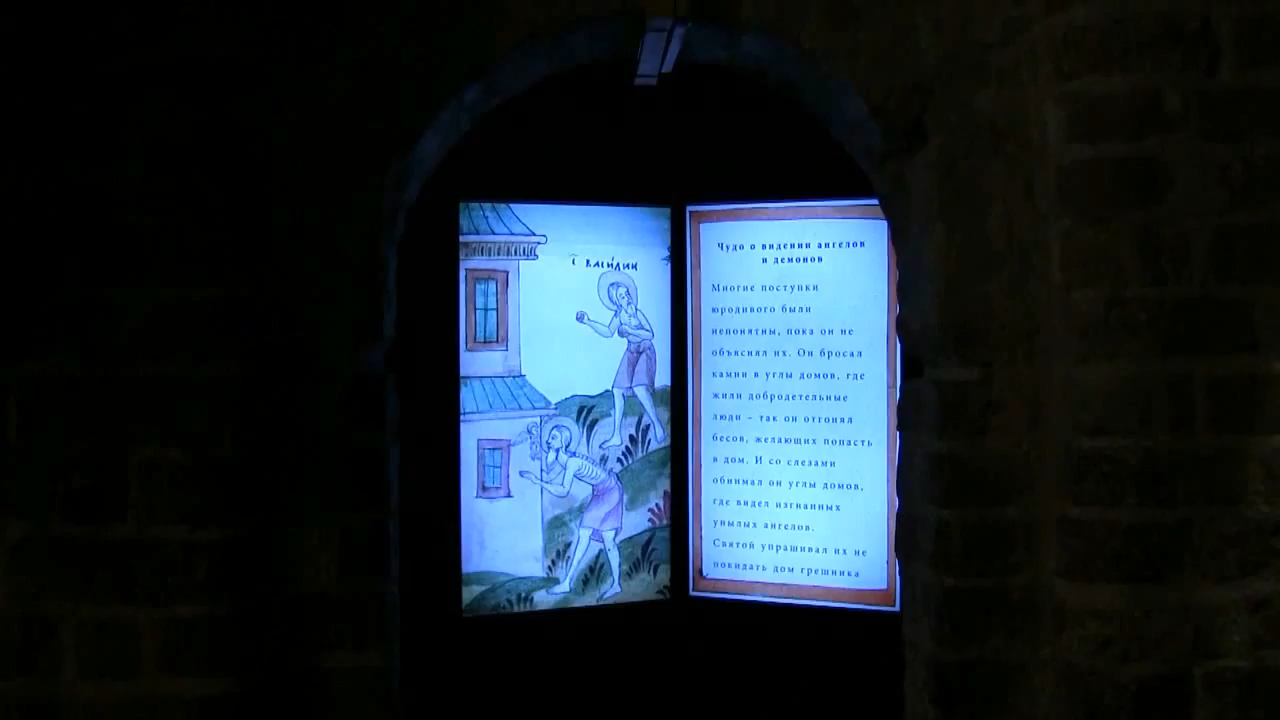 Василии
Чудо о видении ангелов
и демонов
Многие поступки
юродивого были
непонятны, пока он не
объяснял их. Он бросал
камни в углы домов, где
жили добродетельные
люди – так он отгонял
бесов, желающих попасть
в дом. И со слезами
обнимал он углы домов,
где видел изгнанных
унылых ангелов.
Святой упрашивал их не
покидать дом грешника